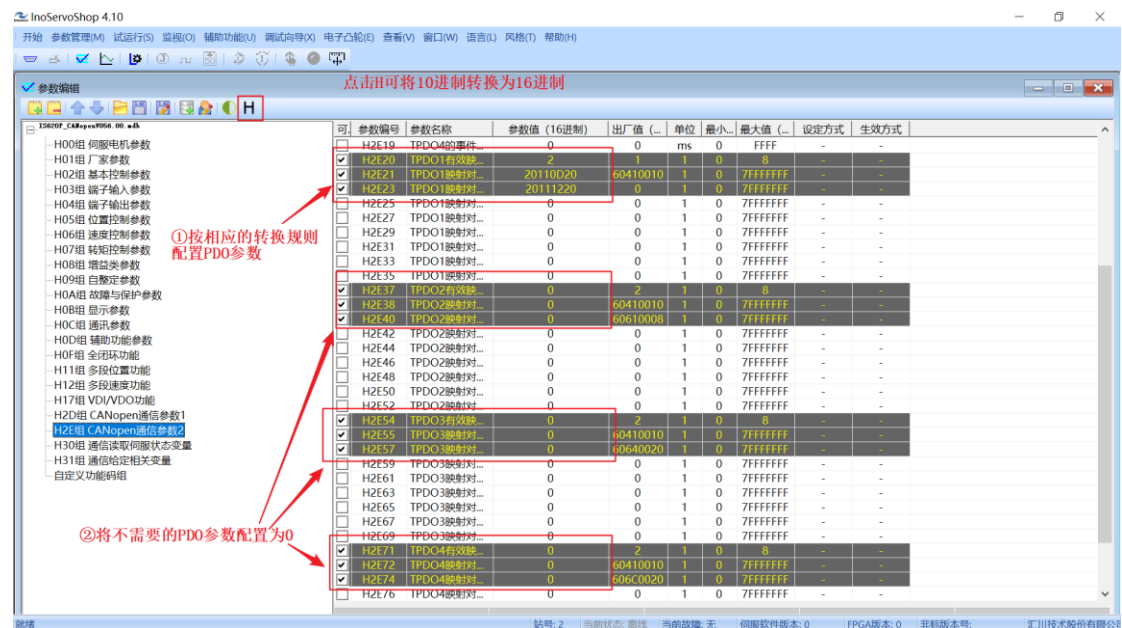 InoServoShop 4.10
开始 参数管理(M) 试运行(S) 监视(O) 辅助功能(U) 调试向导(X) 电子凸轮(E) 查看(V) 窗口(W) 语言(L) 风格(T) 帮助(H)
参数编辑
点击H可将10进制转换为16进制
H
IS620P_CANopenV056.00.mdb
H00组 伺服电机参数
H01组 厂家参数
H02组 基本控制参数
H03组 端子输入参数
H04组 端子输出参数
H05组 位置控制参数
H06组 速度控制参数
H07组 转矩控制参数
H08组 增益类参数
H09组 自整定参数
H0A组 故障与保护参数
H0B组 显示参数
H0C组 通讯参数
H0D组 辅助功能参数
H0F组 全闭环功能
H11组 多段位置功能
H12组 多段速度功能
H17组 VDI/VDO功能
H2D组 CANopen通信参数1
H2E组 CANopen通信参数2
H30组 通信读取伺服状态变量
H31组 通信给定相关变量
自定义功能码组
①按相应的转换规则
配置PDO参数
②将不需要的PDO参数配置为0
可. 参数编号 参数名称 参数值 (16进制) 出厂值 (... 单位 最小... 最大值 (... 设定方式 生效方式
H2E19 TPDO4的事件... 0 0 ms 0 FFFF - -
H2E20 TPDO1有效映... 2 1 1 0 8 - -
H2E21 TPDO1映射对... 20110D20 60410010 1 0 7FFFFFFF - -
H2E23 TPDO1映射对... 20111220 0 1 0 7FFFFFFF - -
H2E25 TPDO1映射对... 0 0 1 0 7FFFFFFF - -
H2E27 TPDO1映射对... 0 0 1 0 7FFFFFFF - -
H2E29 TPDO1映射对... 0 0 1 0 7FFFFFFF - -
H2E31 TPDO1映射对... 0 0 1 0 7FFFFFFF - -
H2E33 TPDO1映射对... 0 0 1 0 7FFFFFFF - -
H2E35 TPDO1映射对... 0 0 1 0 7FFFFFFF - -
H2E37 TPDO2有效映... 0 2 1 0 8 - -
H2E38 TPDO2映射对... 0 60410010 1 0 7FFFFFFF - -
H2E40 TPDO2映射对... 0 60610008 1 0 7FFFFFFF - -
H2E42 TPDO2映射对... 0 0 1 0 7FFFFFFF - -
H2E44 TPDO2映射对... 0 0 1 0 7FFFFFFF - -
H2E46 TPDO2映射对... 0 0 1 0 7FFFFFFF - -
H2E48 TPDO2映射对... 0 0 1 0 7FFFFFFF - -
H2E50 TPDO2映射对... 0 0 1 0 7FFFFFFF - -
H2E52 TPDO2映射对... 0 0 1 0 7FFFFFFF - -
H2E54 TPDO3有效映... 0 2 1 0 8 - -
H2E55 TPDO3映射对... 0 60410010 1 0 7FFFFFFF - -
H2E57 TPDO3映射对... 0 60640020 1 0 7FFFFFFF - -
H2E59 TPDO3映射对... 0 0 1 0 7FFFFFFF - -
H2E61 TPDO3映射对... 0 0 1 0 7FFFFFFF - -
H2E63 TPDO3映射对... 0 0 1 0 7FFFFFFF - -
H2E65 TPDO3映射对... 0 0 1 0 7FFFFFFF - -
H2E67 TPDO3映射对... 0 0 1 0 7FFFFFFF - -
H2E69 TPDO3映射对... 0 0 1 0 7FFFFFFF - -
H2E71 TPDO4有效映... 0 2 1 0 8 - -
H2E72 TPDO4映射对... 0 60410010 1 0 7FFFFFFF - -
H2E74 TPDO4映射对... 0 606C0020 1 0 7FFFFFFF - -
H2E76 TPDO4映射对... 0 0 1 0 7FFFFFFF - -
就绪 站号: 2 当前状态: 离线 当前故障: 无 伺服软件版本: 0 FPGA版本: 0 非标版本号: 汇川技术股份有限公